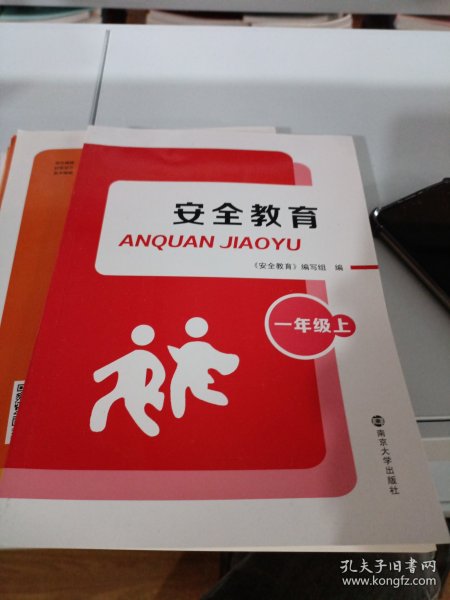 安全教育
ANQUAN JIAOYU
《安全教育》编写组 编
一年级上
南京大学出版社
孔夫子旧书网
www.kongfz.com